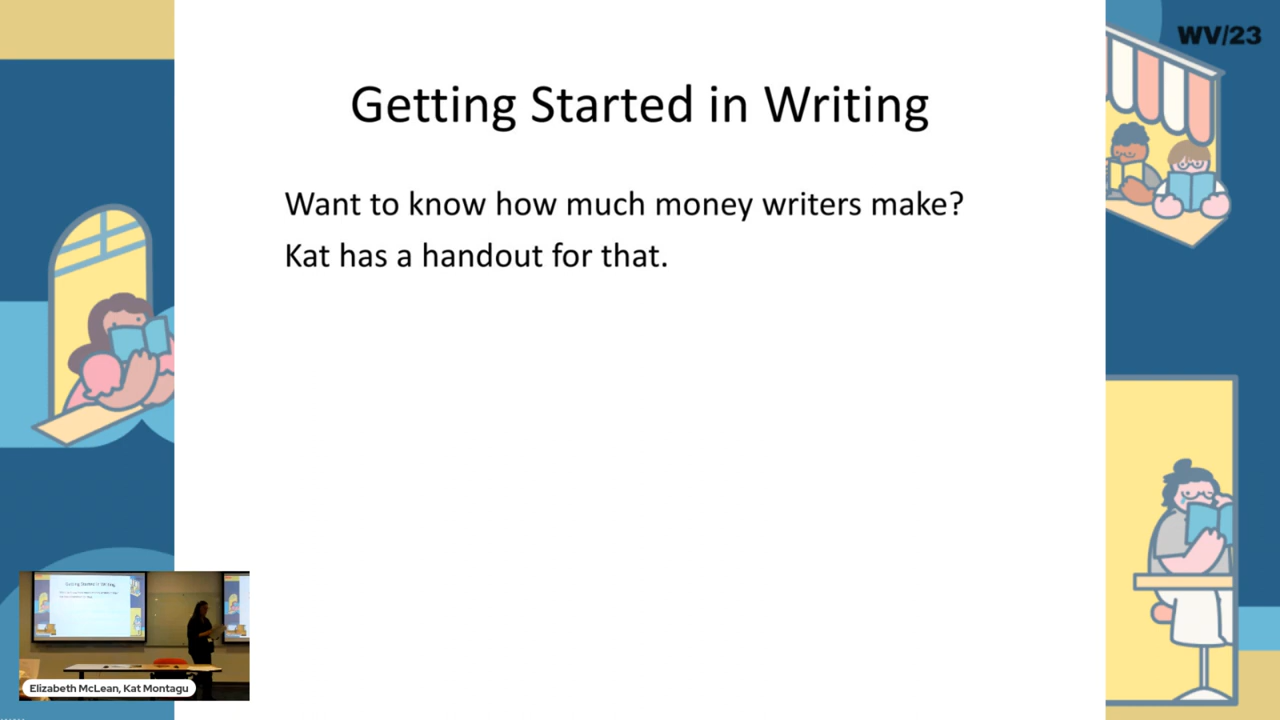 WV/23
Getting Started in Writing
Want to know how much money writers make?
Kat has a handout for that.
Elizabeth McLean, Kat Montagu